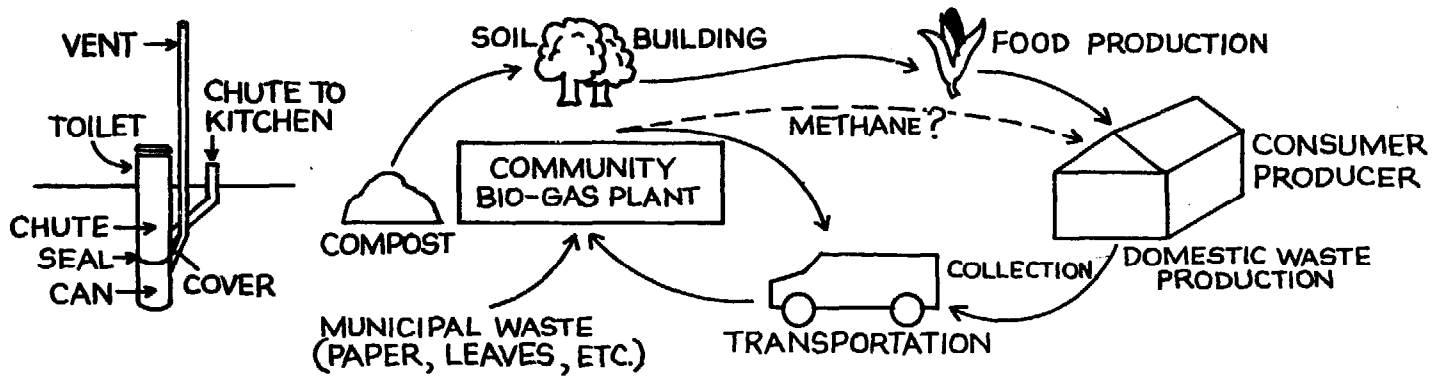 VENT
CHUTE TO
KITCHEN
TOILET
CHUTE
SEAL
COVER
CAN
SOIL BUILDING
FOOD PRODUCTION
METHANE?
COMMUNITY
BIO-GAS PLANT
CONSUMER
PRODUCER
COMPOST
COLLECTION
DOMESTIC WASTE
PRODUCTION
MUNICIPAL WASTE
(PAPER, LEAVES, ETC.)
TRANSPORTATION